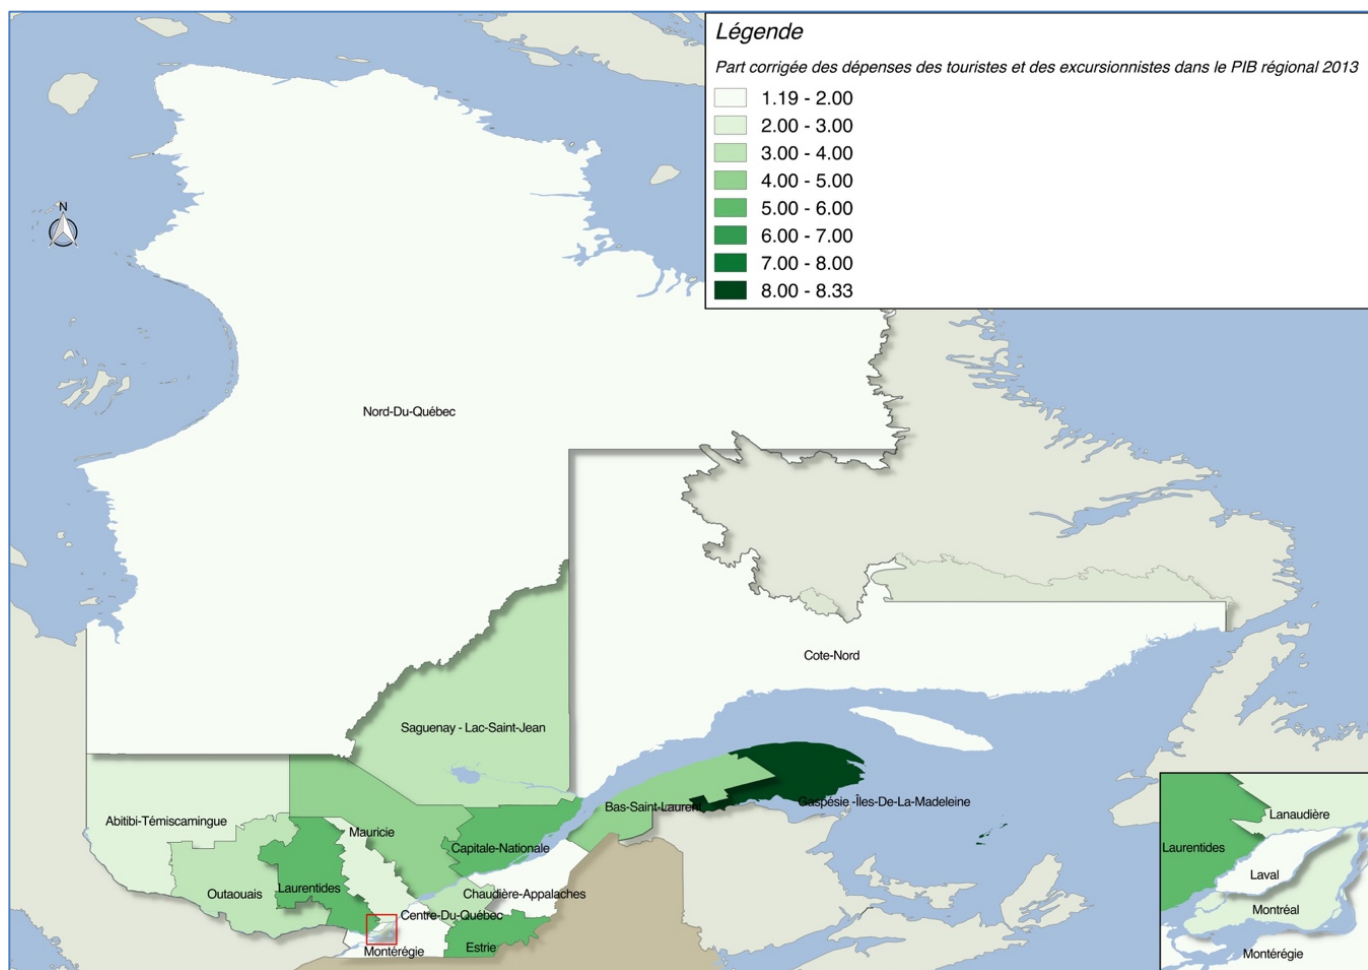 Légende
Part corrigée des dépenses des touristes et des excursionnistes dans le PIB régional 2013
1.19 - 2.00
2.00 - 3.00
3.00 - 4.00
4.00 - 5.00
5.00 - 6.00
6.00 - 7.00
7.00 - 8.00
8.00 - 8.33
N
Nord-Du-Québec
Cote-Nord
Saguenay - Lac-Saint-Jean
Bas-Saint-Laurent
Gaspésie -Îles-De-La-Madeleine
Abitibi-Témiscamingue
Mauricie
Capitale-Nationale
Outaouais
Laurentides
Chaudière-Appalaches
Centre-Du-Québec
Estrie
Montérégie
Lanaudière
Laurentides
Laval
Montréal
Montérégie